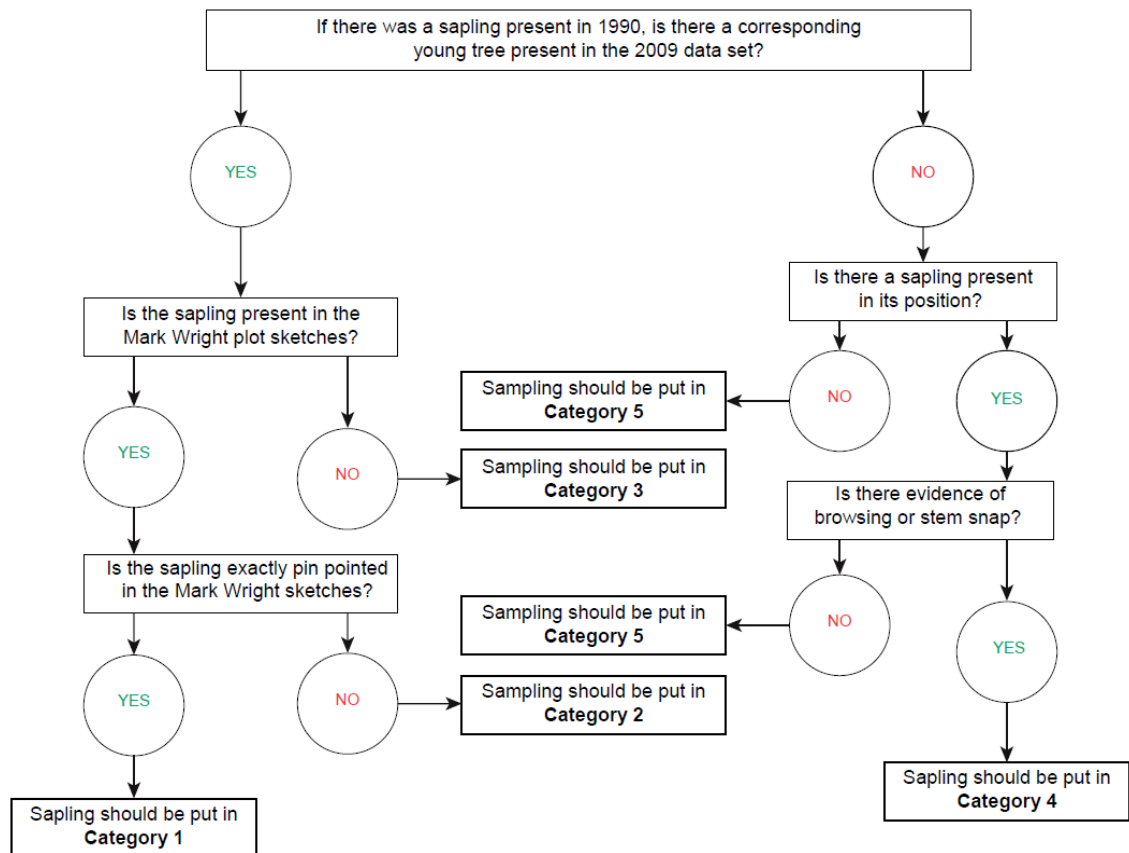 If there was a sapling present in 1990, is there a corresponding
young tree present in the 2009 data set?
YES
NO
Is there a sapling present
in its position?
Is the sapling present in the
Mark Wright plot sketches?
Sampling should be put in
Category 5
NO
YES
YES
NO
Sampling should be put in
Category 3
Is there evidence of
browsing or stem snap?
Is the sapling exactly pin pointed
in the Mark Wright sketches?
Sampling should be put in
Category 5
NO
YES
YES
NO
Sampling should be put in
Category 2
Sapling should be put in
Category 4
Sapling should be put in
Category 1